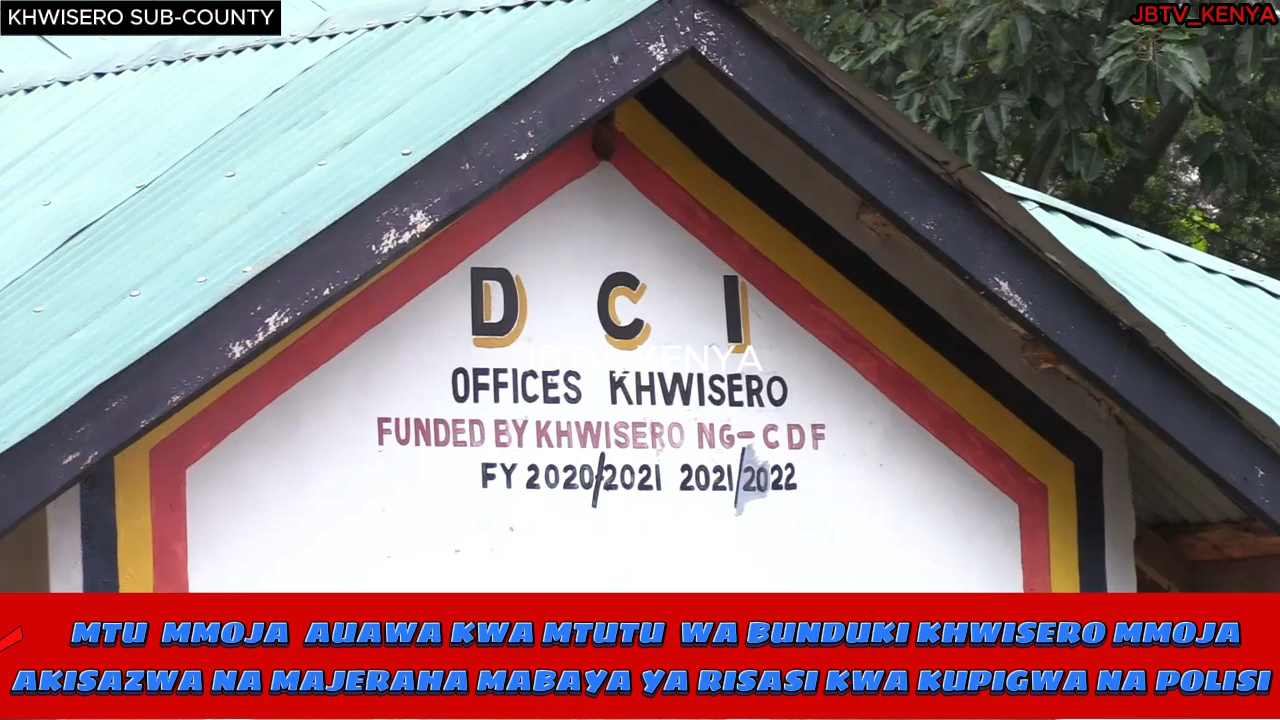 KHWISERO SUB-COUNTY
JBTV_KENYA
D C I
JBTV_KENYA
OFFICES KHWISERO
FUNDED BY KHWISERO NG-CDF
FY 2020/2021 2021/2022
MTU MMOJA AUAWA KWA MTUTU WA BUNDUKI KHWISERO MMOJA
AKISAZWA NA MAJERAHA MABAYA YA RISASI KWA KUPIGWA NA POLISI